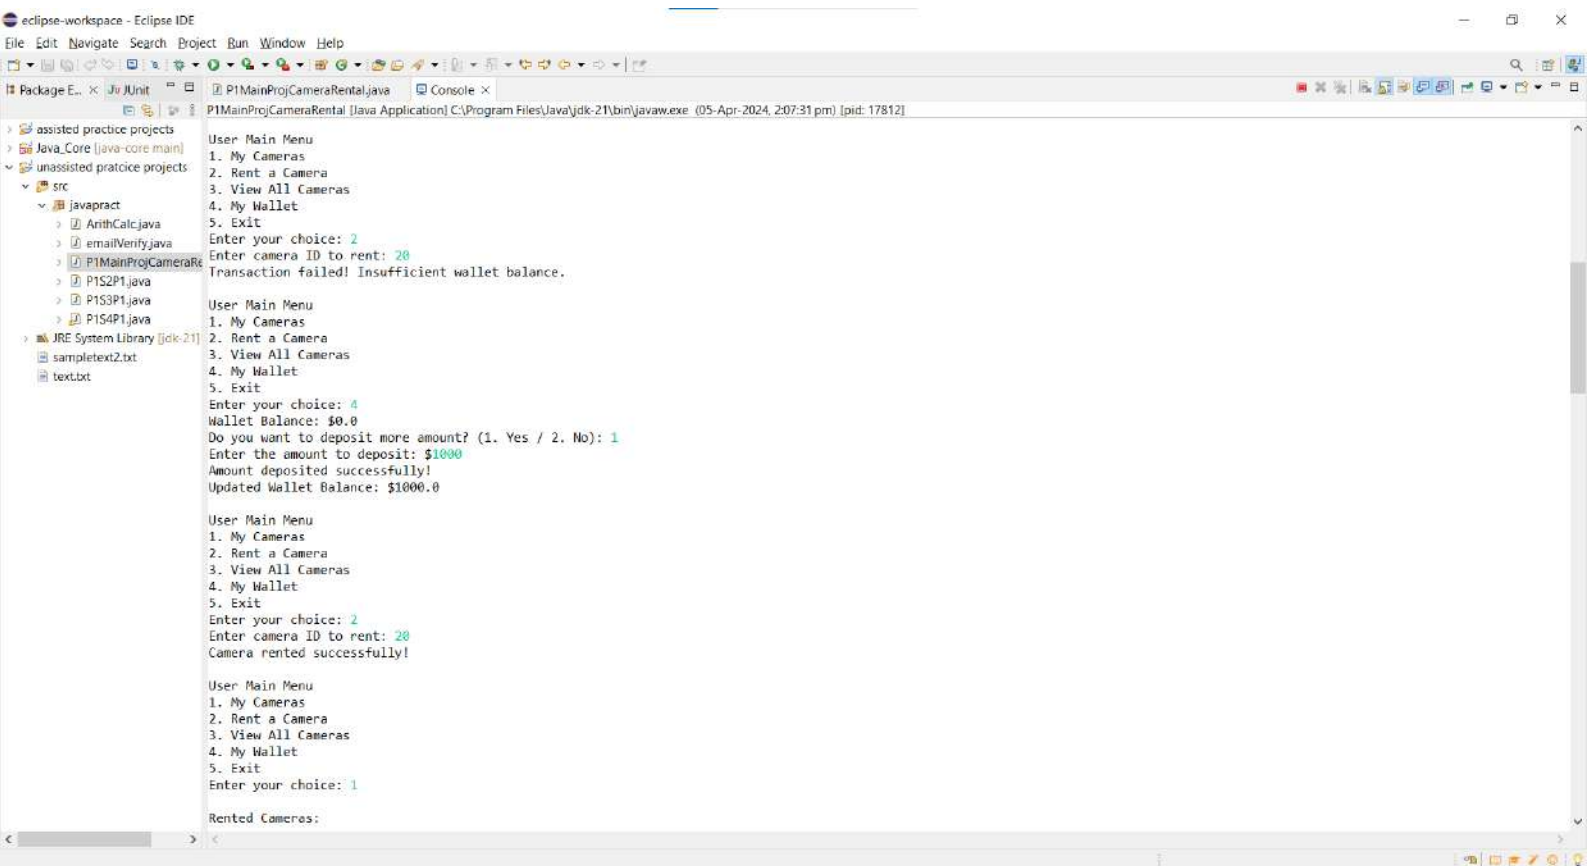 eclipse-workspace - Eclipse IDE
File Edit Navigate Search Project Run Window Help
Package E... JUnit
P1MainProjCameraRental.java Console
P1MainProjCameraRental [Java Application] C:\Program Files\Java\jdk-21\bin\javaw.exe (05-Apr-2024, 2:07:31 pm) [pid: 17812]
assisted practice projects
Java_Core [java-core main]
unassisted pratcice projects
src
javapract
ArithCalc.java
emailVerify.java
P1MainProjCameraRe
P1S2P1.java
P1S3P1.java
P1S4P1.java
JRE System Library [jdk-21]
sampletext2.txt
text.txt
User Main Menu
1. My Cameras
2. Rent a Camera
3. View All Cameras
4. My Wallet
5. Exit
Enter your choice: 2
Enter camera ID to rent: 20
Transaction failed! Insufficient wallet balance.
User Main Menu
1. My Cameras
2. Rent a Camera
3. View All Cameras
4. My Wallet
5. Exit
Enter your choice: 4
Wallet Balance: $0.0
Do you want to deposit more amount? (1. Yes / 2. No): 1
Enter the amount to deposit: $1000
Amount deposited successfully!
Updated Wallet Balance: $1000.0
User Main Menu
1. My Cameras
2. Rent a Camera
3. View All Cameras
4. My Wallet
5. Exit
Enter your choice: 2
Enter camera ID to rent: 20
Camera rented successfully!
User Main Menu
1. My Cameras
2. Rent a Camera
3. View All Cameras
4. My Wallet
5. Exit
Enter your choice: 1
Rented Cameras: